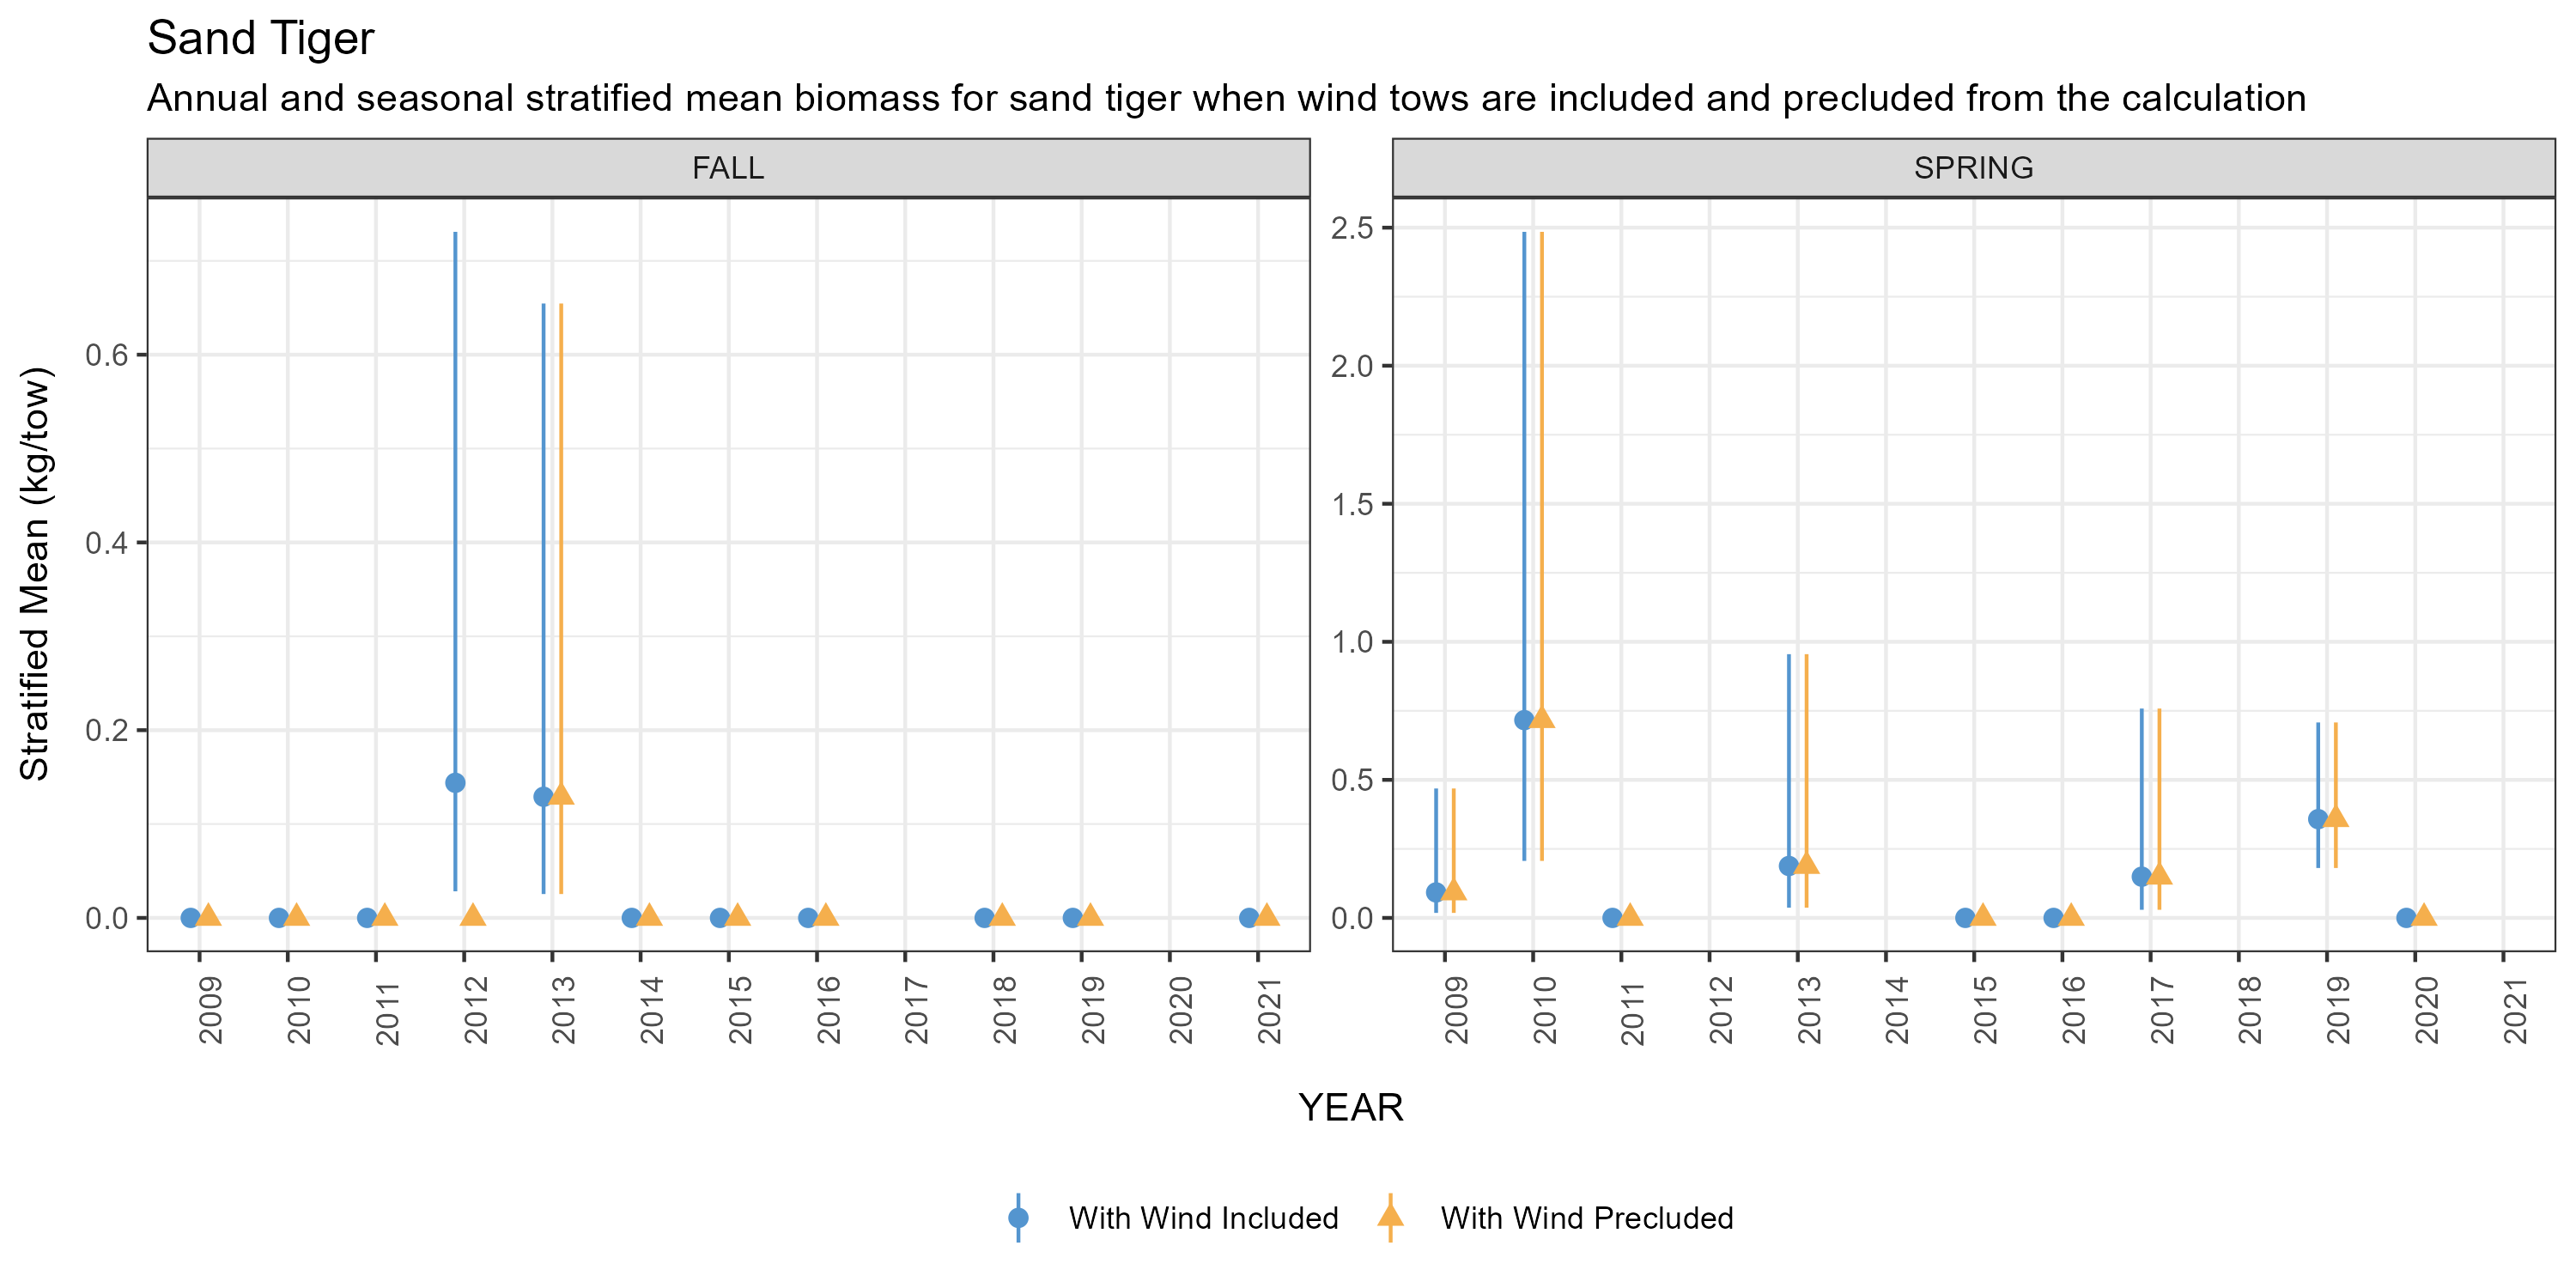 Sand Tiger
Annual and seasonal stratified mean biomass for sand tiger when wind tows are included and precluded from the calculation
FALL
SPRING
Stratified Mean (kg/tow)
0.6
0.4
0.2
0.0
2.5
2.0
1.5
1.0
0.5
0.0
2009 2010 2011 2012 2013 2014 2015 2016 2017 2018 2019 2020 2021
2009 2010 2011 2012 2013 2014 2015 2016 2017 2018 2019 2020 2021
YEAR
With Wind Included With Wind Precluded